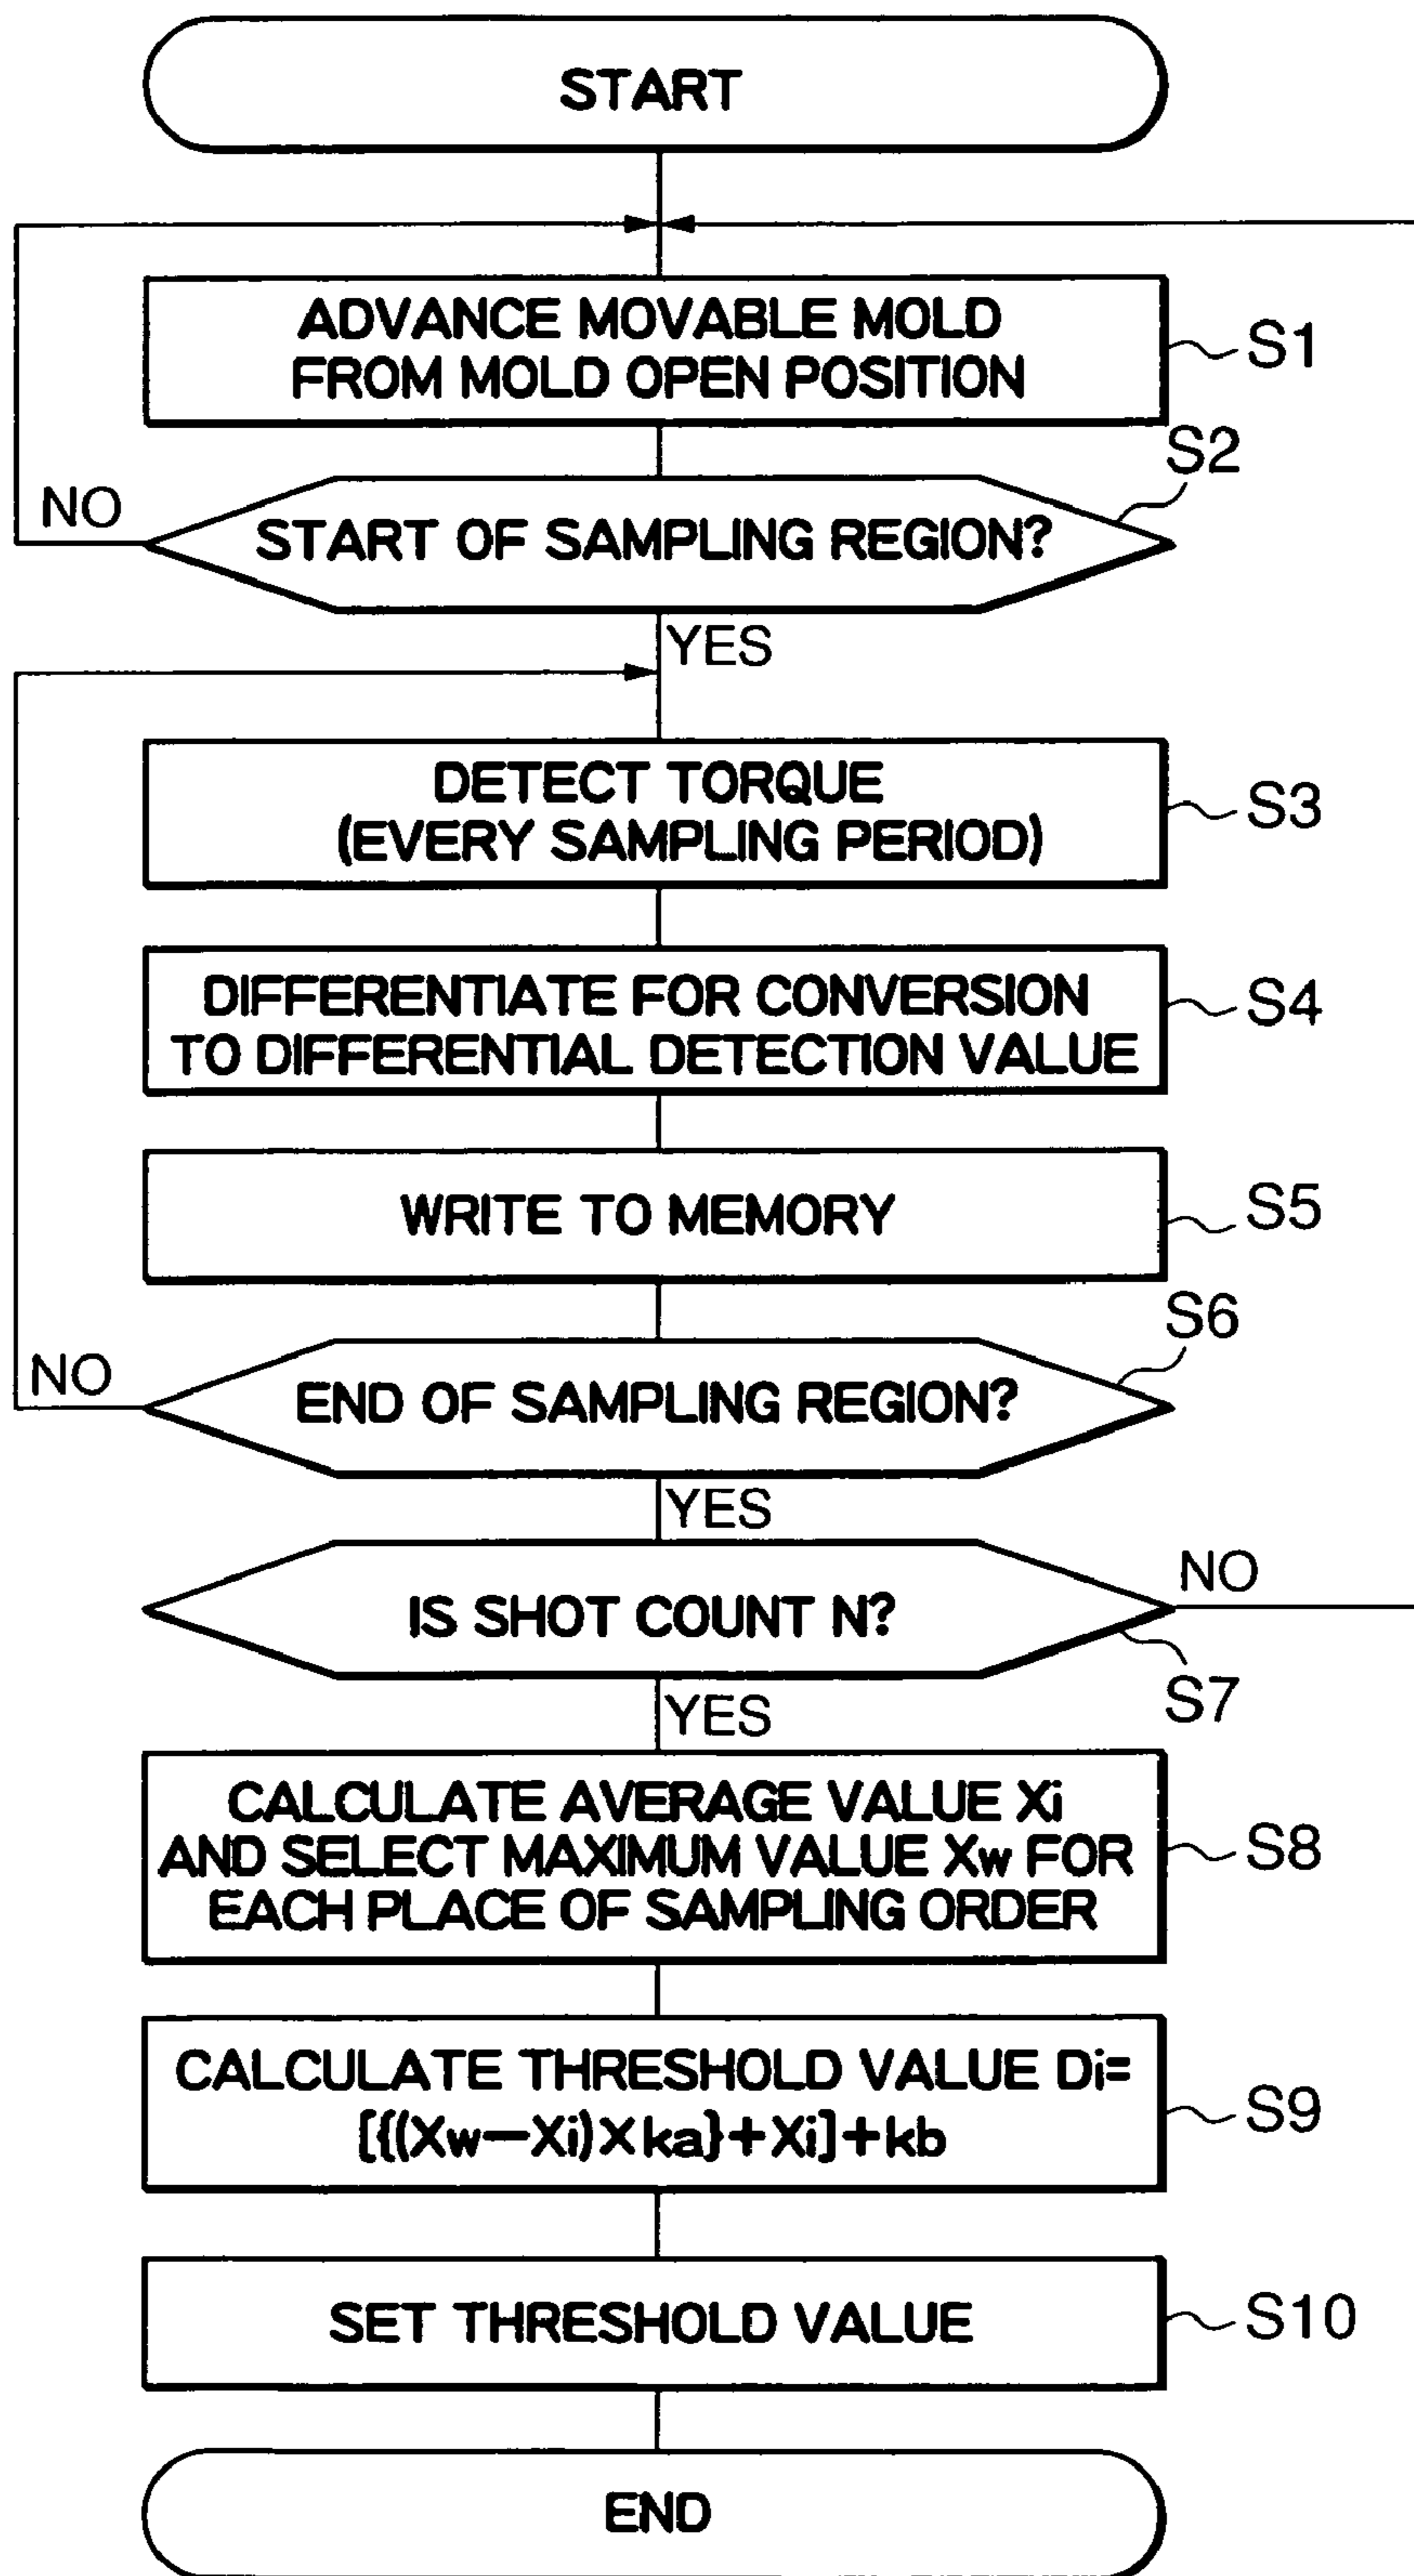 START
ADVANCE MOVABLE MOLD
FROM MOLD OPEN POSITION
S1
S2
NO
START OF SAMPLING REGION?
YES
DETECT TORQUE
(EVERY SAMPLING PERIOD)
S3
DIFFERENTIATE FOR CONVERSION
TO DIFFERENTIAL DETECTION VALUE
S4
WRITE TO MEMORY
S5
S6
NO
END OF SAMPLING REGION?
YES
NO
IS SHOT COUNT N?
S7
YES
CALCULATE AVERAGE VALUE Xi
AND SELECT MAXIMUM VALUE Xw FOR
EACH PLACE OF SAMPLING ORDER
S8
CALCULATE THRESHOLD VALUE Di=
[{(Xw−Xi)×ka}+Xi]+kb
S9
SET THRESHOLD VALUE
S10
END